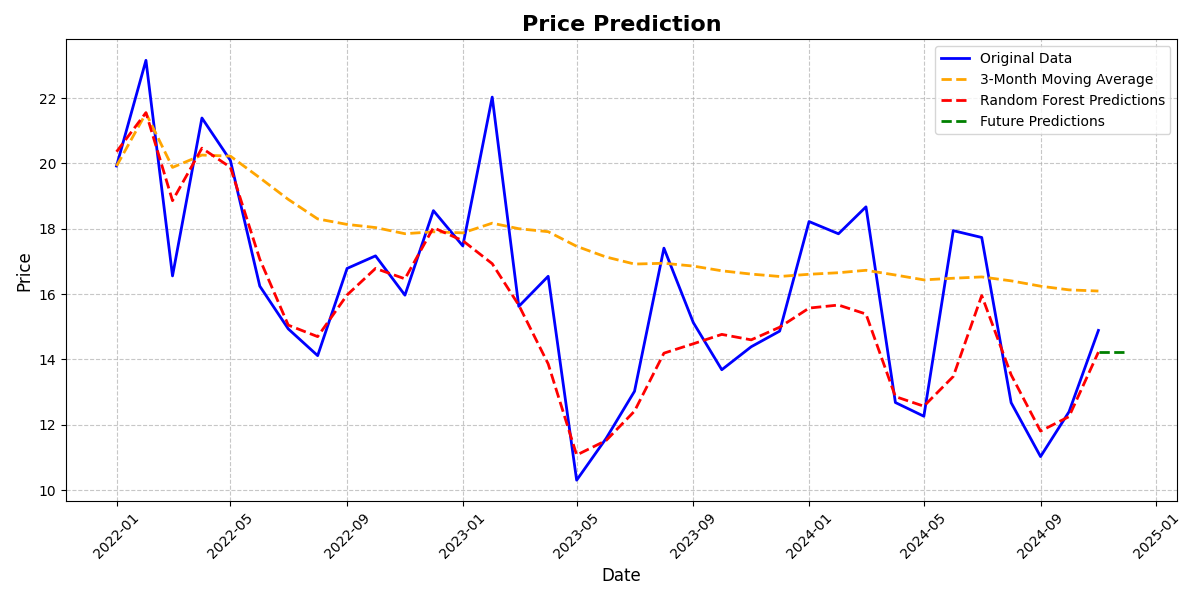 Price Prediction
Original Data
3-Month Moving Average
Random Forest Predictions
Future Predictions
Price
22
20
18
16
14
12
10
2022-01
2022-05
2022-09
2023-01
2023-05
2023-09
2024-01
2024-05
2024-09
2025-01
Date